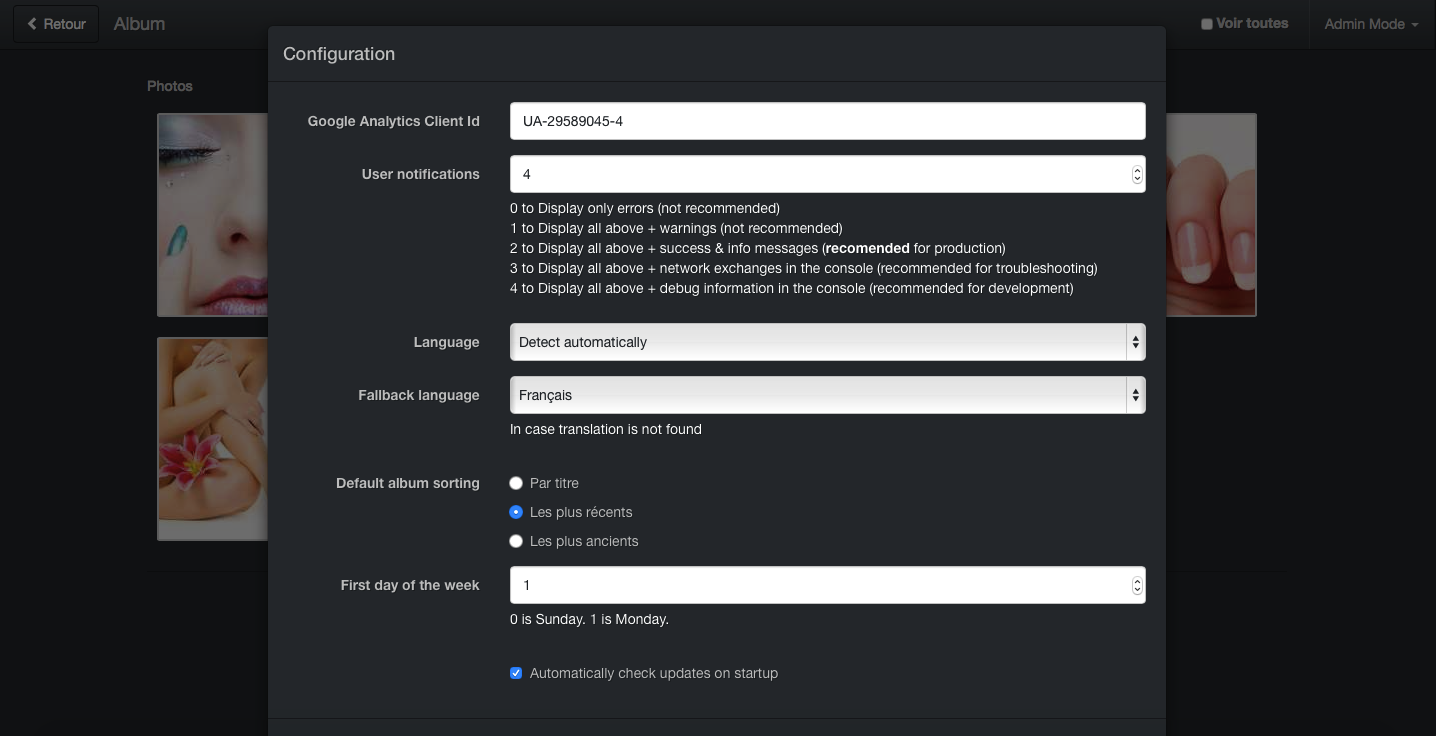 Retour
Album
Voir toutes
Admin Mode
Configuration
Photos
Google Analytics Client Id
UA-29589045-4
User notifications
4
0 to Display only errors (not recommended)
1 to Display all above + warnings (not recommended)
2 to Display all above + success & info messages (recomended for production)
3 to Display all above + network exchanges in the console (recommended for troubleshooting)
4 to Display all above + debug information in the console (recommended for development)
Language
Detect automatically
Fallback language
Français
In case translation is not found
Default album sorting
Par titre
Les plus récents
Les plus anciens
First day of the week
1
0 is Sunday. 1 is Monday.
Automatically check updates on startup